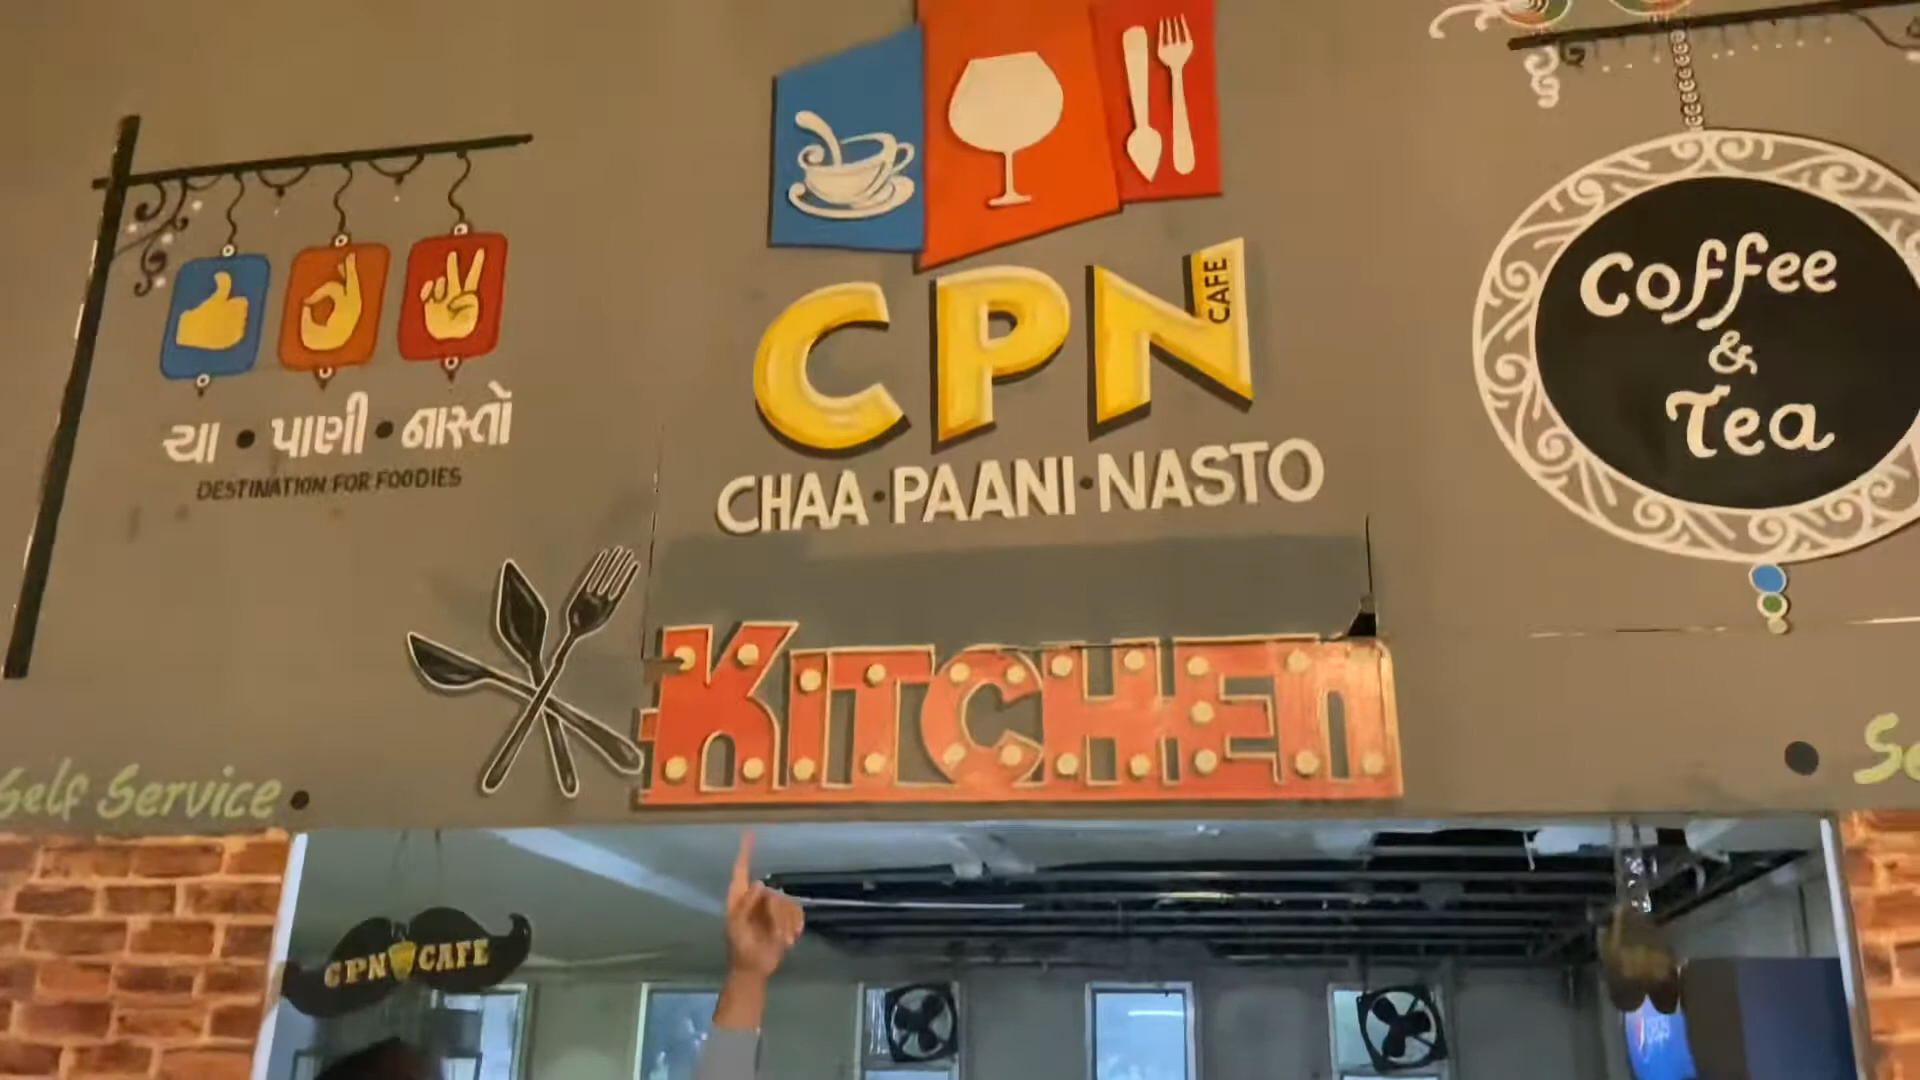 CPN
CAFE
CHAA • PAANI • NASTO
ચા • પાણી • નાસ્તો
DESTINATION FOR FOODIES
Coffee
&
Tea
KITCHEN
Self Service
CPN CAFE